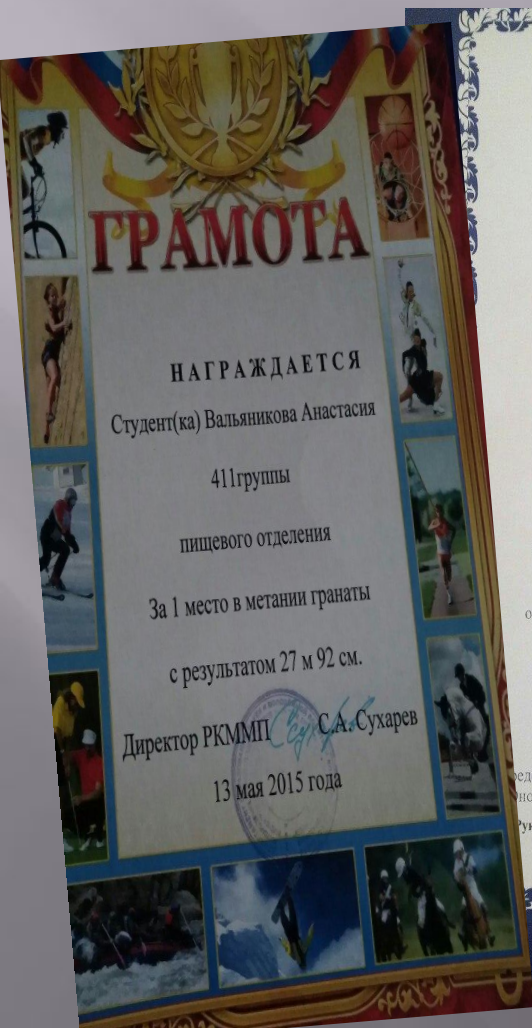 ГРАМОТА
НАГРАЖДАЕТСЯ
Студент(ка) Вальяникова Анастасия
411группы
пищевого отделения
За 1 место в метании гранаты
с результатом 27 м 92 см.
Директор РКММП С.А. Сухарев
13 мая 2015 года